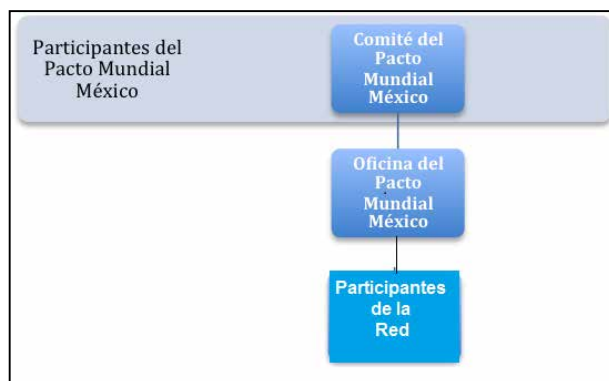 Participantes del
Pacto Mundial
México
Comité del
Pacto
Mundial
México
Oficina del
Pacto
Mundial
México
Participantes
de la
Red